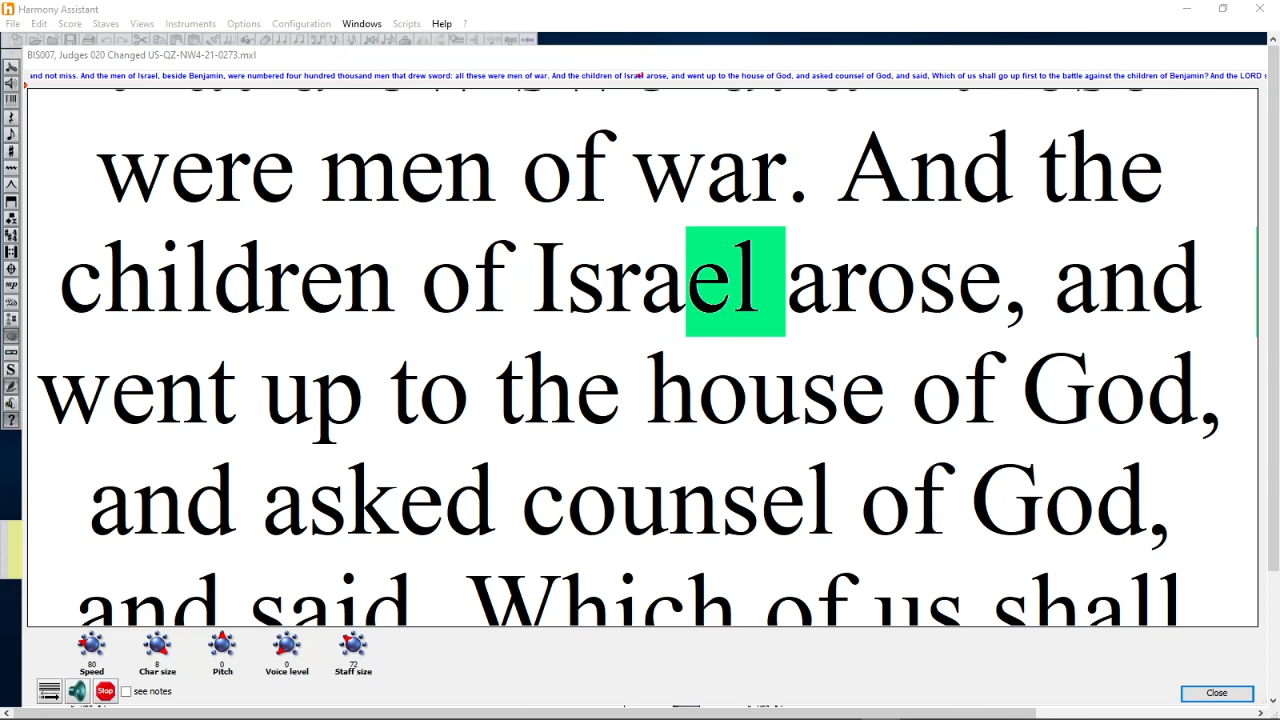 Harmony Assistant
File Edit Score Staves Views Instruments Options Configuration Windows Scripts Help ?
BIS007, Judges 020 Changed US-QZ-NW4-21-0273.mxl
and not miss. And the men of Israel, beside Benjamin, were numbered four hundred thousand men that drew sword: all these were men of war. And the children of Israel arose, and went up to the house of God, and asked counsel of God, and said, Which of us shall go up first to the battle against the children of Benjamin? And the LORD s
were men of war. And the
children of Israel arose, and
went up to the house of God,
and asked counsel of God,
and said, Which of us shall
80 8 0 0 72
Speed Char size Pitch Voice level Staff size
Stop see notes Close